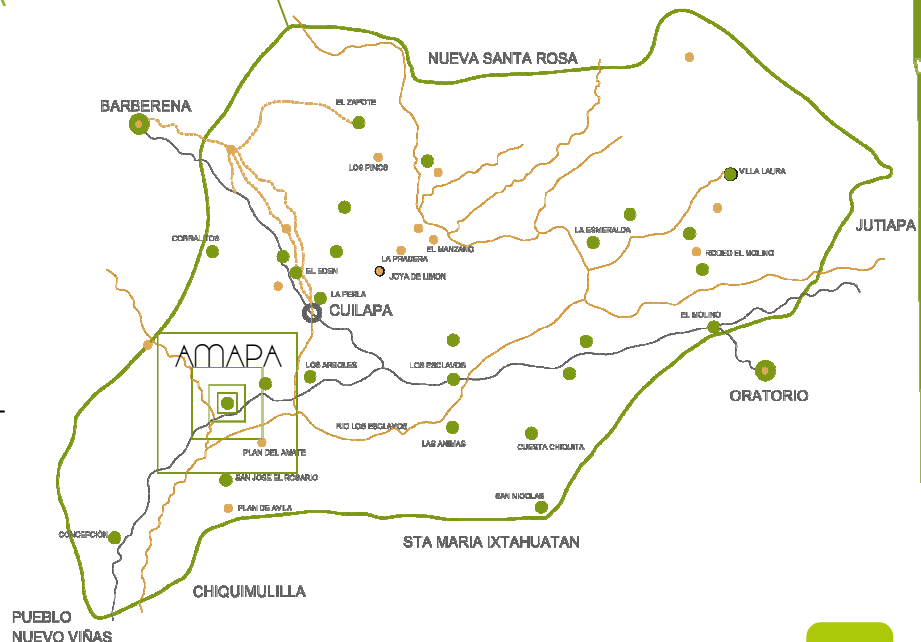 NUEVA SANTA ROSA
BARBERENA
EL ZAPOTE
LOS PINOS
VILLA LAURA
JUTIAPA
LA ESMERALDA
CORRALITOS
EL MANZANO
LA PRADERA
RODEO EL MOLINO
EL EDEN
JOYA DE LIMON
LA PERLA
CUILAPA
EL MOLINO
AMAPA
LOS ARBOLES
LOS ESCLAVOS
ORATORIO
RIO LOS ESCLAVOS
LAS ANIMAS
CUESTA CHIQUITA
PLAN DEL AMATE
SAN JOSE EL ROSARIO
SAN NICOLAS
PLAN DE AVILA
CONCEPCIÓN
STA MARIA IXTAHUATAN
CHIQUIMULILLA
PUEBLO
NUEVO VIÑAS